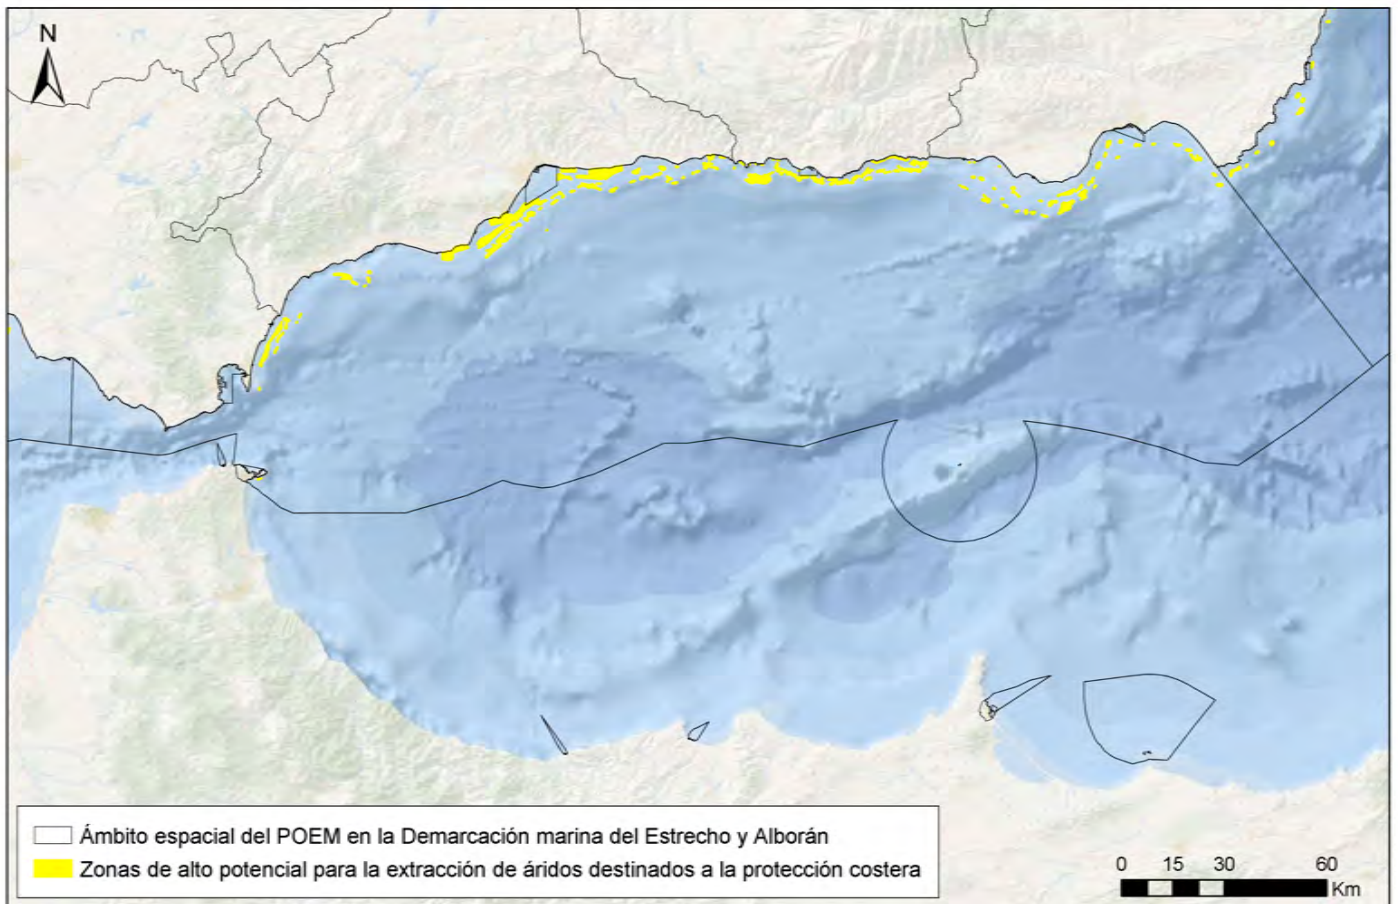 N
Ámbito espacial del POEM en la Demarcación marina del Estrecho y Alborán
Zonas de alto potencial para la extracción de áridos destinados a la protección costera
0 15 30 60
Km